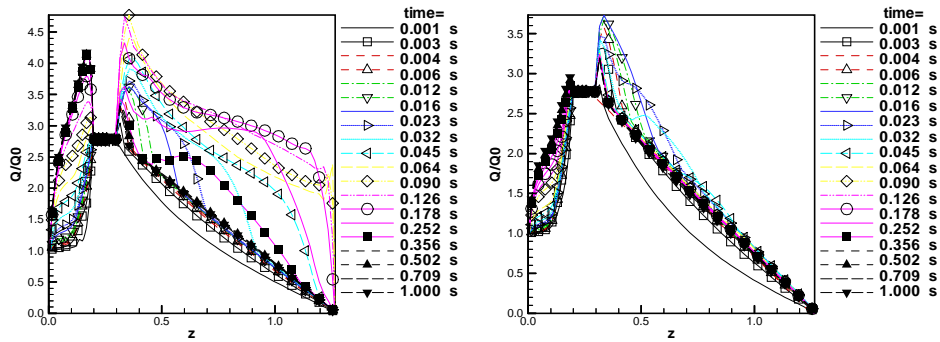 time=
0.001 s
0.003 s
0.004 s
0.006 s
0.012 s
0.016 s
0.023 s
0.032 s
0.045 s
0.064 s
0.090 s
0.126 s
0.178 s
0.252 s
0.356 s
0.502 s
0.709 s
1.000 s
Q/Q0
4.5
4.0
3.5
3.0
2.5
2.0
1.5
1.0
0.5
0.0
0.0
0.5
1.0
z
time=
0.001 s
0.003 s
0.004 s
0.006 s
0.012 s
0.016 s
0.023 s
0.032 s
0.045 s
0.064 s
0.090 s
0.126 s
0.178 s
0.252 s
0.356 s
0.502 s
0.709 s
1.000 s
Q/Q0
3.5
3.0
2.5
2.0
1.5
1.0
0.5
0.0
0.0
0.5
1.0
z